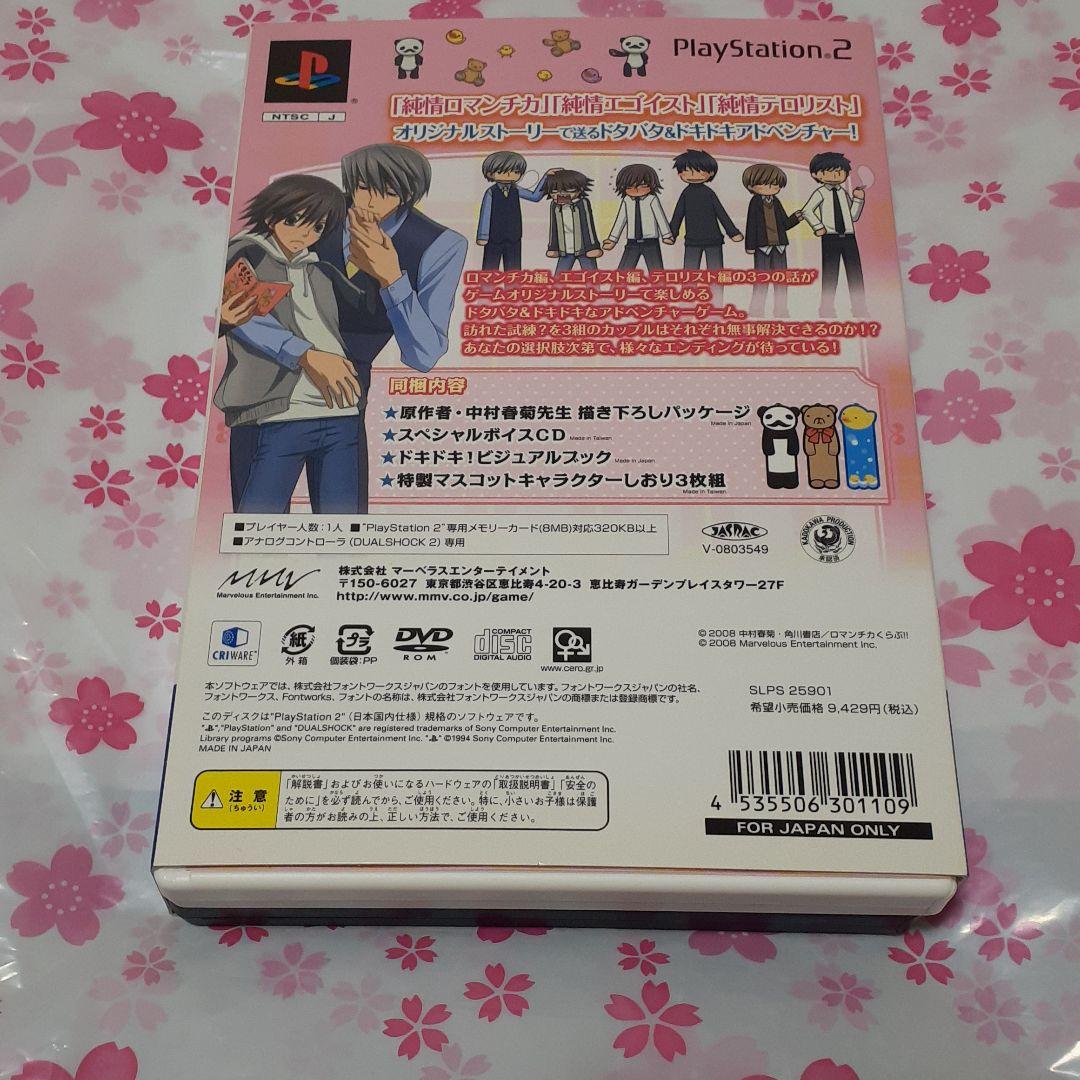 PlayStation®2
NTSC J
「純情ロマンチカ」「純情エゴイスト」「純情テロリスト」
オリジナルストーリーで送るドタバタ&ドキドキアドベンチャー!
ロマンチカ編、エゴイスト編、テロリスト編の3つの話が
ゲームオリジナルストーリーで楽しめる
ドタバタ&ドキドキなアドベンチャーゲーム。
訪れた試練?を3組のカップルはそれぞれ無事解決できるのか!?
あなたの選択肢次第で、様々なエンディングが待っている!
同梱内容
★原作者・中村春菊先生 描き下ろしパッケージ Made in Japan
★スペシャルボイスCD Made in Taiwan
★ドキドキ!ビジュアルブック Made in Japan
★特製マスコットキャラクターしおり3枚組 Made in Taiwan
■プレイヤー人数:1人 ■"PlayStation 2"専用メモリーカード(8MB)対応320KB以上
■アナログコントローラ(DUALSHOCK 2)専用
JASRAC
V-0803549
KADOKAWA PRODUCTION
承認済
mmv
Marvelous Entertainment Inc.
株式会社 マーベラスエンターテイメント
〒150-6027 東京都渋谷区恵比寿4-20-3 恵比寿ガーデンプレイスタワー27F
http://www.mmv.co.jp/game/
CRIWARE™
紙
外 箱
プラ
個装袋:PP
DVD
ROM
COMPACT
disc
DIGITAL AUDIO
www.cero.gr.jp
©2008 中村春菊・角川書店/ロマンチカくらぶ!!
©2008 Marvelous Entertainment Inc.
本ソフトウェアでは、株式会社フォントワークスジャパンのフォントを使用しています。フォントワークスジャパンの社名、
フォントワークス、Fontworks、フォントの名称は、株式会社フォントワークスジャパンの商標または登録商標です。
SLPS 25901
希望小売価格 9,429円(税込)
このディスクは"PlayStation 2"(日本国内仕様)規格のソフトウェアです。
"PS","PlayStation" and "DUALSHOCK" are registered trademarks of Sony Computer Entertainment Inc.
Library programs ©Sony Computer Entertainment Inc. "PS" ©1994 Sony Computer Entertainment Inc.
MADE IN JAPAN
注意
(ちゅうい)
「解説書」およびお使いになるハードウェアの「取扱説明書」「安全の
ために」を必ず読んでから、ご使用ください。特に、小さいお子様は保護
者の方がお読みの上、正しい方法で、ご使用ください。
4 535506 301109
FOR JAPAN ONLY